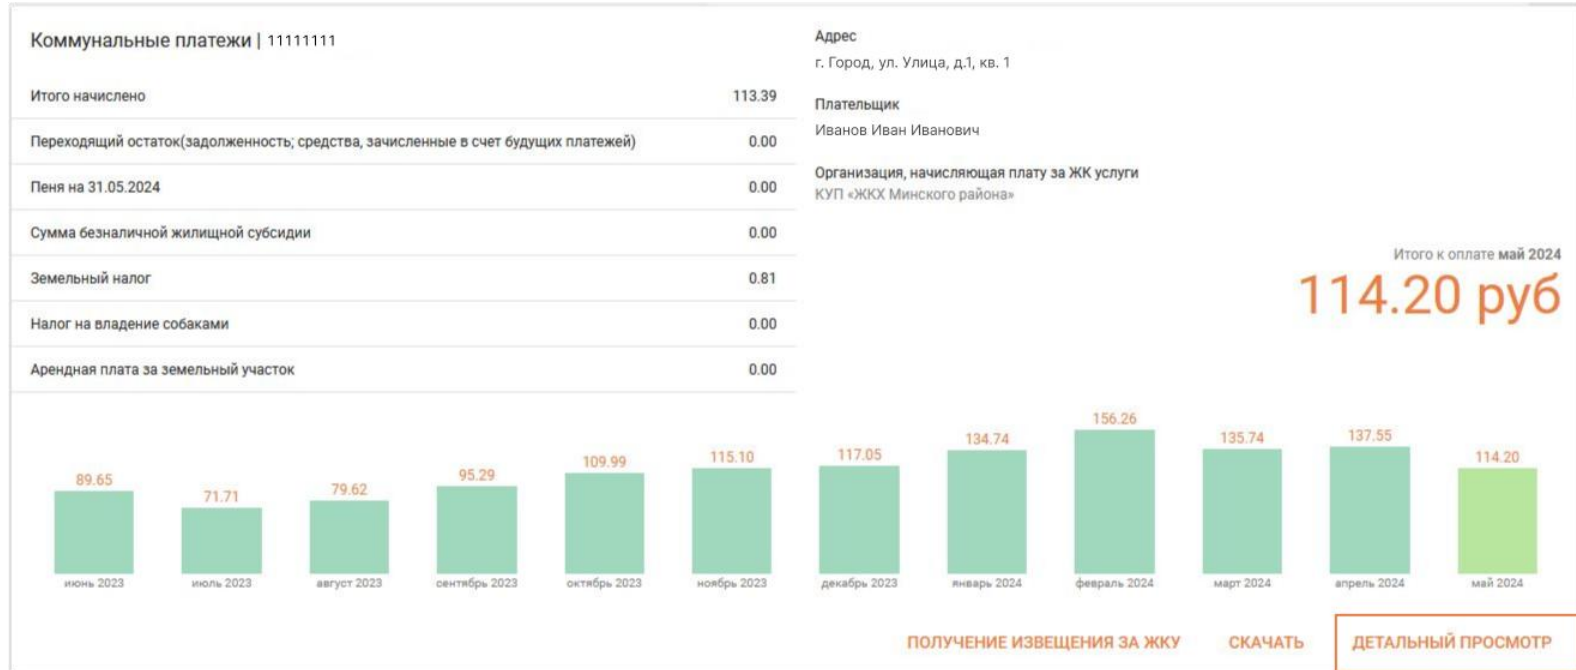 Коммунальные платежи | 11111111
Итого начислено 113.39
Переходящий остаток(задолженность; средства, зачисленные в счет будущих платежей) 0.00
Пеня на 31.05.2024 0.00
Сумма безналичной жилищной субсидии 0.00
Земельный налог 0.81
Налог на владение собаками 0.00
Арендная плата за земельный участок 0.00
Адрес
г. Город, ул. Улица, д.1, кв. 1
Плательщик
Иванов Иван Иванович
Организация, начисляющая плату за ЖК услуги
КУП «ЖКХ Минского района»
Итого к оплате май 2024
114.20 руб
89.65 71.71 79.62 95.29 109.99 115.10 117.05 134.74 156.26 135.74 137.55 114.20
июнь 2023 июль 2023 август 2023 сентябрь 2023 октябрь 2023 ноябрь 2023 декабрь 2023 январь 2024 февраль 2024 март 2024 апрель 2024 май 2024
ПОЛУЧЕНИЕ ИЗВЕЩЕНИЯ ЗА ЖКУ СКАЧАТЬ ДЕТАЛЬНЫЙ ПРОСМОТР